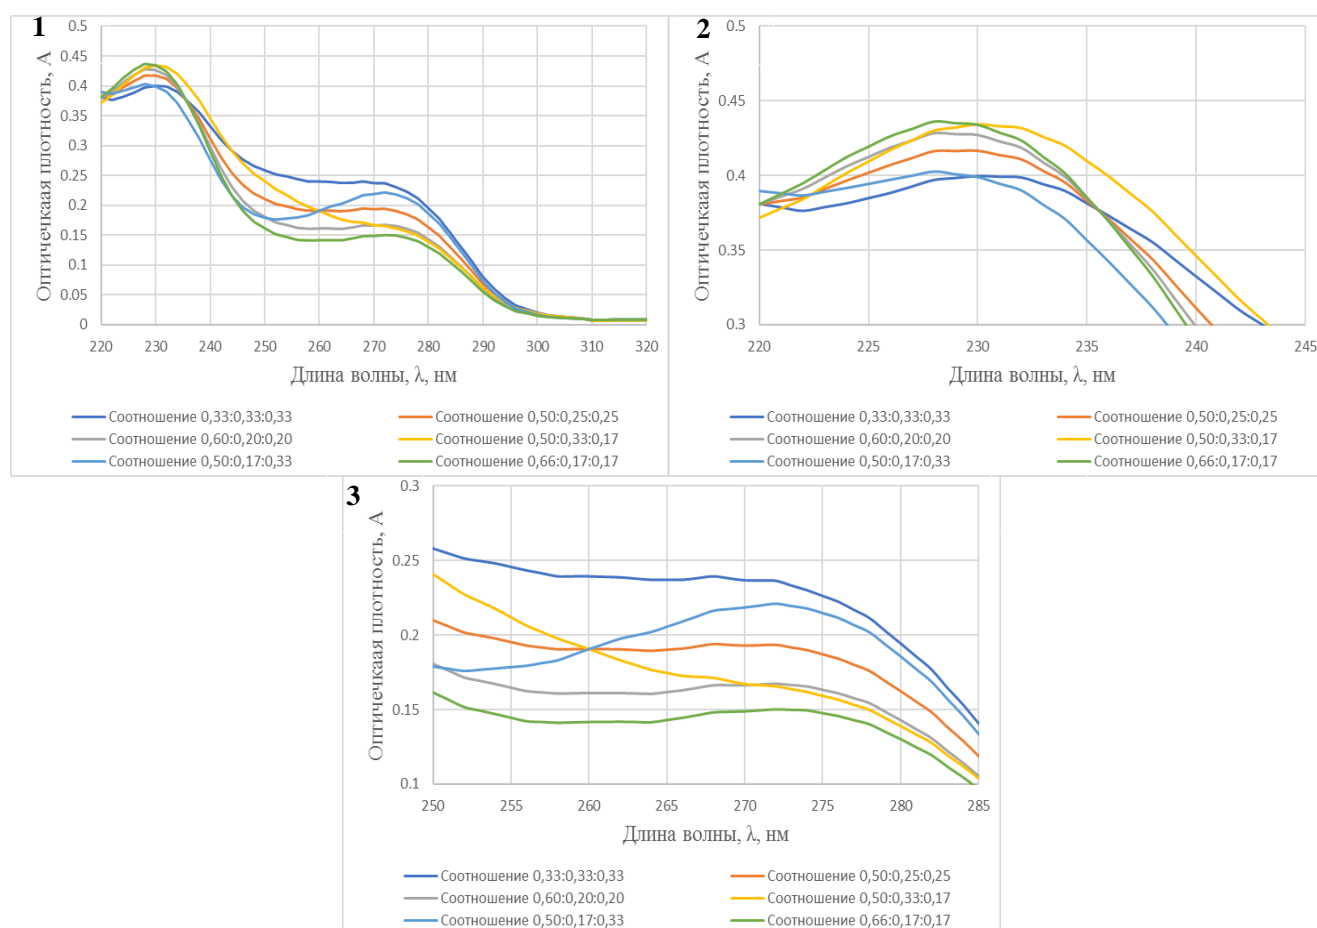 1
Оптичечкаая плотность, A
0.5
0.45
0.4
0.35
0.3
0.25
0.2
0.15
0.1
0.05
0
220 230 240 250 260 270 280 290 300 310 320
Длина волны, λ, нм
Соотношение 0,33:0,33:0,33 Соотношение 0,50:0,25:0,25
Соотношение 0,60:0,20:0,20 Соотношение 0,50:0,33:0,17
Соотношение 0,50:0,17:0,33 Соотношение 0,66:0,17:0,17
2
Оптичечкаая плотность, A
0.5
0.45
0.4
0.35
0.3
220 225 230 235 240 245
Длина волны, λ, нм
Соотношение 0,33:0,33:0,33 Соотношение 0,50:0,25:0,25
Соотношение 0,60:0,20:0,20 Соотношение 0,50:0,33:0,17
Соотношение 0,50:0,17:0,33 Соотношение 0,66:0,17:0,17
3
Оптичечкаая плотность, A
0.3
0.25
0.2
0.15
0.1
250 255 260 265 270 275 280 285
Длина волны, λ, нм
Соотношение 0,33:0,33:0,33 Соотношение 0,50:0,25:0,25
Соотношение 0,60:0,20:0,20 Соотношение 0,50:0,33:0,17
Соотношение 0,50:0,17:0,33 Соотношение 0,66:0,17:0,17